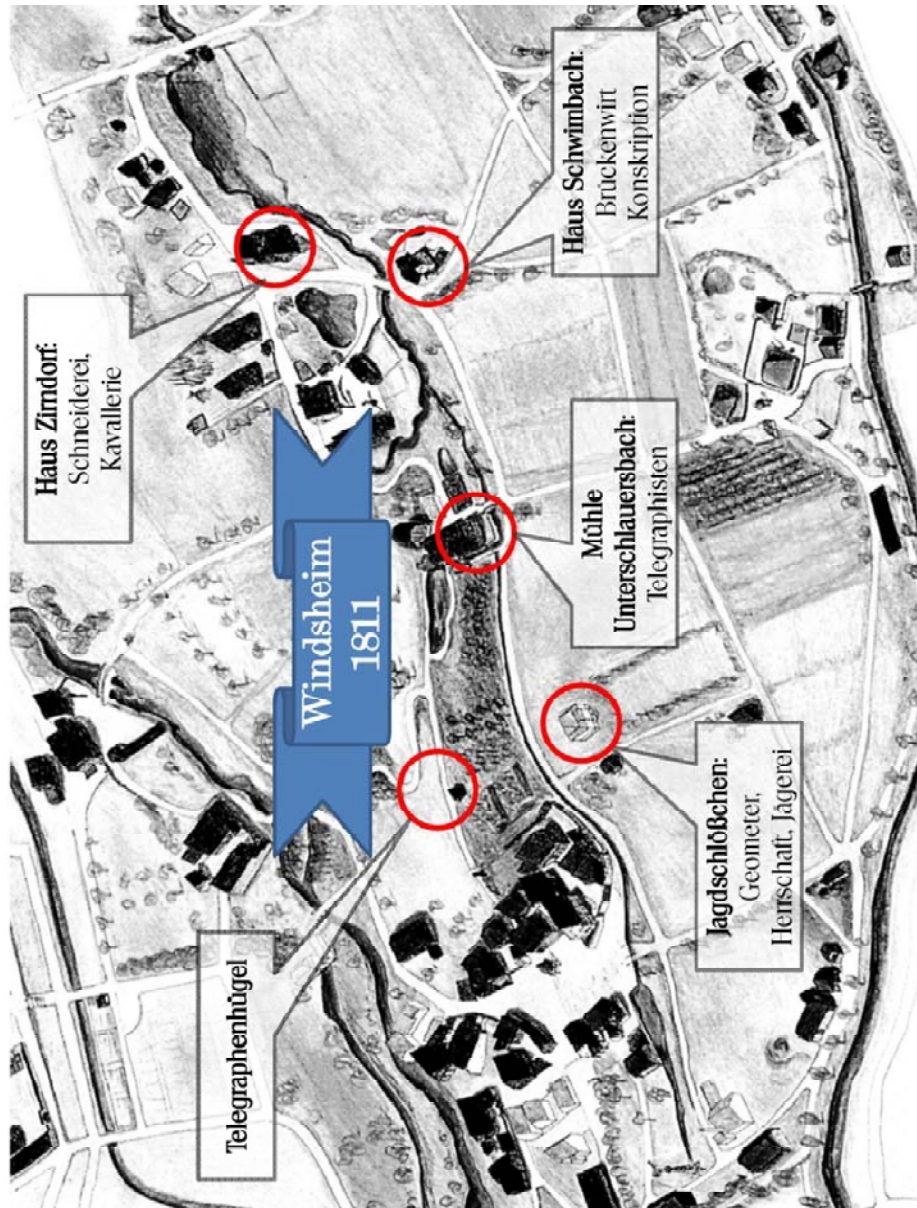 Haus Zirndorf:
Schneiderei,
Kavallerie
Telegraphenhügel
Windsheim
1811
Haus Schwimbach:
Brückenwirt
Konskription
Mühle
Unterschlauersbach:
Telegraphisten
Jagdschlößchen:
Geometer,
Herrschaft, Jägerei